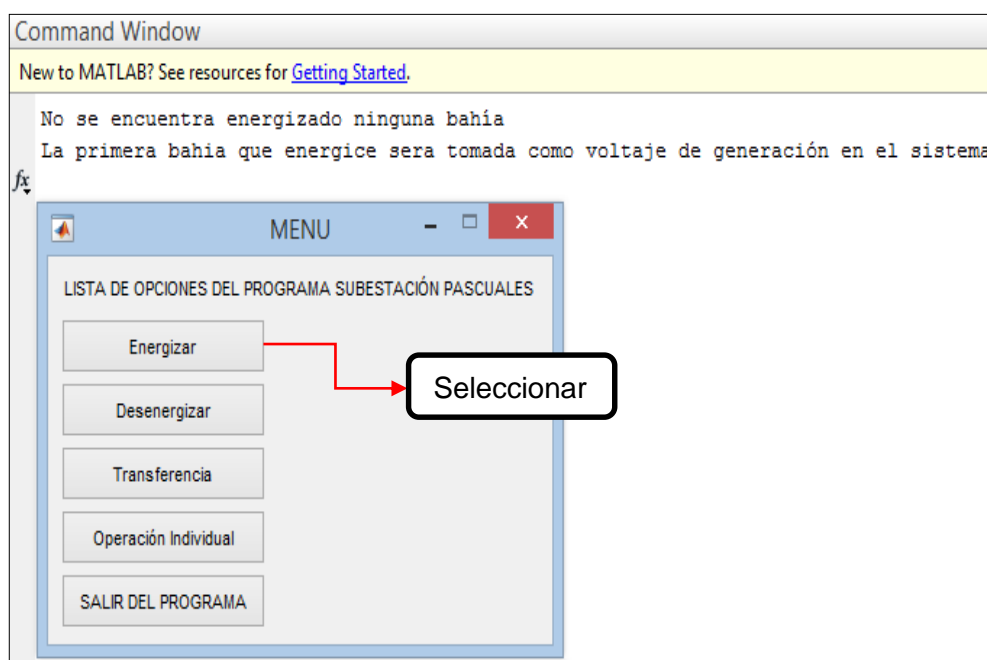 Command Window
New to MATLAB? See resources for Getting Started.
No se encuentra energizado ninguna bahía
La primera bahia que energice sera tomada como voltaje de generación en el sistema
fx
MENU
LISTA DE OPCIONES DEL PROGRAMA SUBESTACIÓN PASCUALES
Energizar
Seleccionar
Desenergizar
Transferencia
Operación Individual
SALIR DEL PROGRAMA